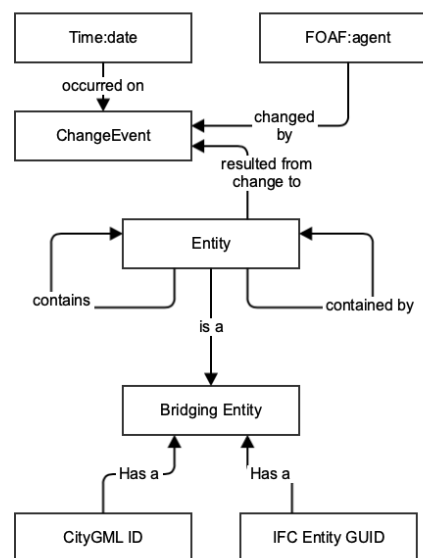 Time:date
FOAF:agent
occurred on
changed
by
ChangeEvent
resulted from
change to
Entity
contains
contained by
is a
Bridging Entity
Has a
Has a
CityGML ID
IFC Entity GUID